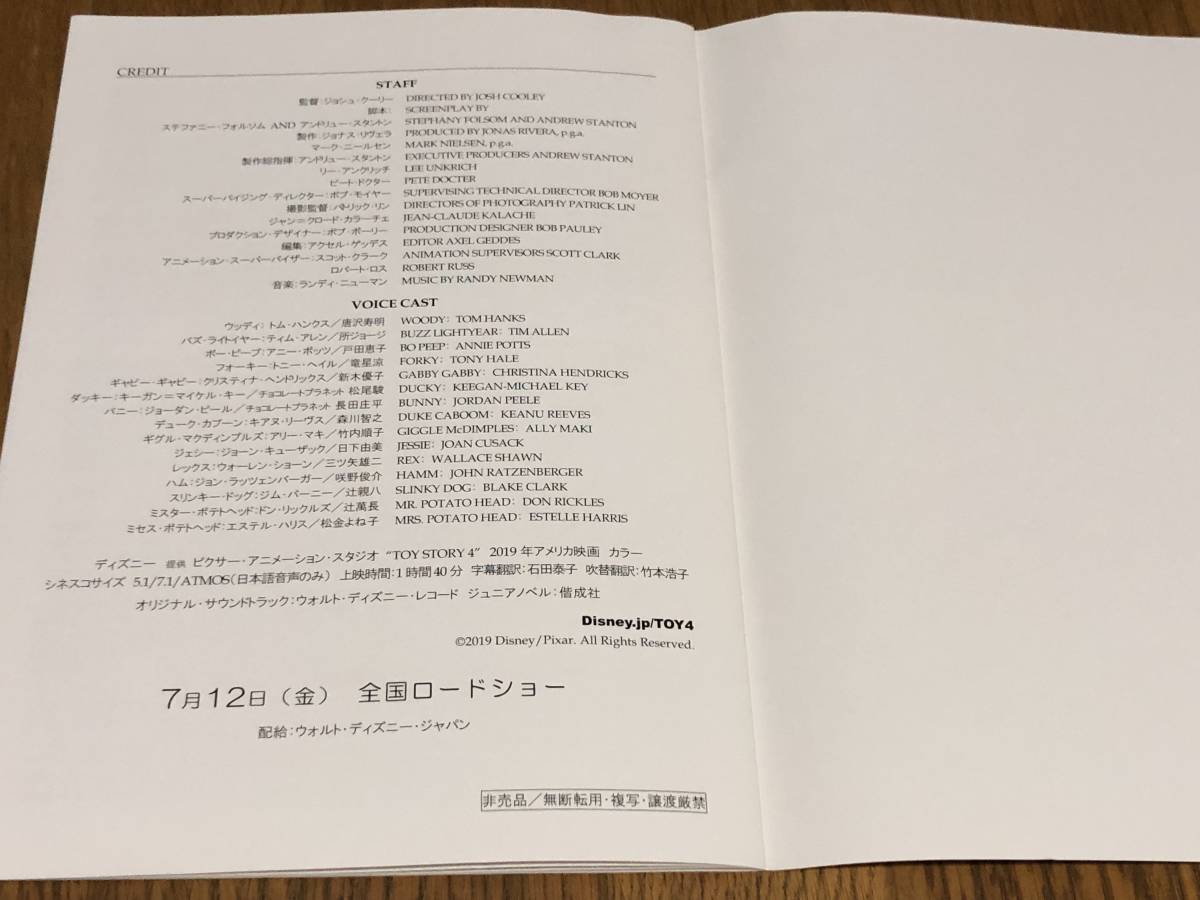 CREDIT
STAFF
監督：ジョシュ・クーリー DIRECTED BY JOSH COOLEY
脚本： SCREENPLAY BY
ステファニー・フォルソム AND アンドリュー・スタントン STEPHANY FOLSOM AND ANDREW STANTON
製作：ジョナス・リヴェラ PRODUCED BY JONAS RIVERA, p.g.a.
マーク・ニールセン MARK NIELSEN, p.g.a.
製作総指揮：アンドリュー・スタントン EXECUTIVE PRODUCERS ANDREW STANTON
リー・アンクリッチ LEE UNKRICH
ピート・ドクター PETE DOCTER
スーパーバイジング・ディレクター：ボブ・モイヤー SUPERVISING TECHNICAL DIRECTOR BOB MOYER
撮影監督：パトリック・リン DIRECTORS OF PHOTOGRAPHY PATRICK LIN
ジャン＝クロード・カラーチェ JEAN-CLAUDE KALACHE
プロダクション・デザイナー：ボブ・ポーリー PRODUCTION DESIGNER BOB PAULEY
編集：アクセル・ゲッデス EDITOR AXEL GEDDES
アニメーション・スーパーバイザー：スコット・クラーク ANIMATION SUPERVISORS SCOTT CLARK
ロバート・ロス ROBERT RUSS
音楽：ランディ・ニューマン MUSIC BY RANDY NEWMAN
VOICE CAST
ウッディ：トム・ハンクス／唐沢寿明 WOODY: TOM HANKS
バズ・ライトイヤー：ティム・アレン／所ジョージ BUZZ LIGHTYEAR: TIM ALLEN
ボー・ピープ：アニー・ポッツ／戸田恵子 BO PEEP: ANNIE POTTS
フォーキー：トニー・ヘイル／竜星涼 FORKY: TONY HALE
ギャビー・ギャビー：クリスティナ・ヘンドリックス／新木優子 GABBY GABBY: CHRISTINA HENDRICKS
ダッキー：キーガン＝マイケル・キー／チョコレートプラネット 松尾駿 DUCKY: KEEGAN-MICHAEL KEY
バニー：ジョーダン・ピール／チョコレートプラネット 長田庄平 BUNNY: JORDAN PEELE
デューク・カブーン：キアヌ・リーヴス／森川智之 DUKE CABOOM: KEANU REEVES
ギグル・マクディンプルズ：アリー・マキ／竹内順子 GIGGLE McDIMPLES: ALLY MAKI
ジェシー：ジョーン・キューザック／日下由美 JESSIE: JOAN CUSACK
レックス：ウォーレン・ショーン／三ツ矢雄二 REX: WALLACE SHAWN
ハム：ジョン・ラッツェンバーガー／咲野俊介 HAMM: JOHN RATZENBERGER
スリンキー・ドッグ：ジム・バーニー／辻親八 SLINKY DOG: BLAKE CLARK
ミスター・ポテトヘッド：ドン・リックルズ／辻萬長 MR. POTATO HEAD: DON RICKLES
ミセス・ポテトヘッド：エステル・ハリス／松金よね子 MRS. POTATO HEAD: ESTELLE HARRIS
ディズニー 提供 ピクサー・アニメーション・スタジオ “TOY STORY 4” 2019 年アメリカ映画 カラー
シネスコサイズ 5.1/7.1/ATMOS（日本語音声のみ） 上映時間：1 時間 40 分 字幕翻訳：石田泰子 吹替翻訳：竹本浩子
オリジナル・サウンドトラック：ウォルト・ディズニー・レコード ジュニアノベル：偕成社
Disney.jp/TOY4
©2019 Disney/Pixar. All Rights Reserved.
7月12日（金） 全国ロードショー
配給：ウォルト・ディズニー・ジャパン
非売品／無断転用・複写・譲渡厳禁